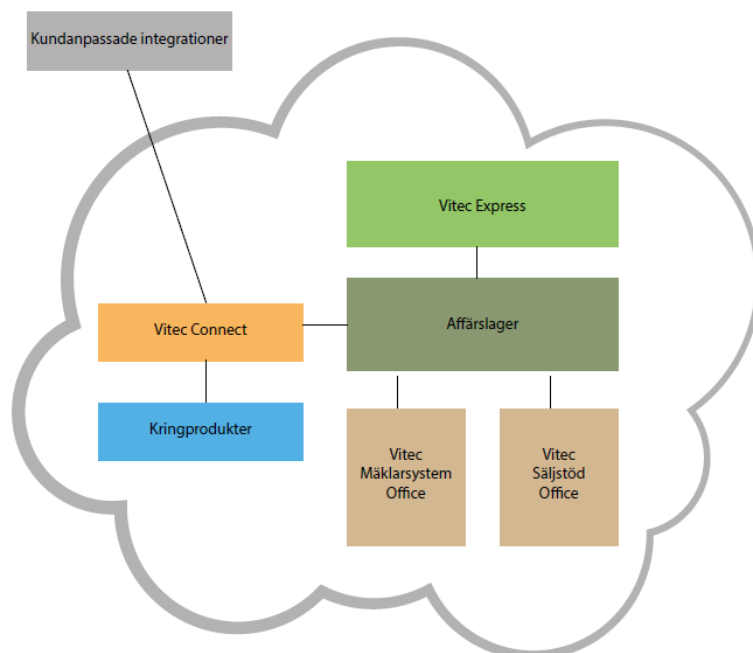 Kundanpassade integrationer
Vitec Express
Affärslager
Vitec Connect
Kringprodukter
Vitec
Mäklarsystem
Office
Vitec
Säljstöd
Office